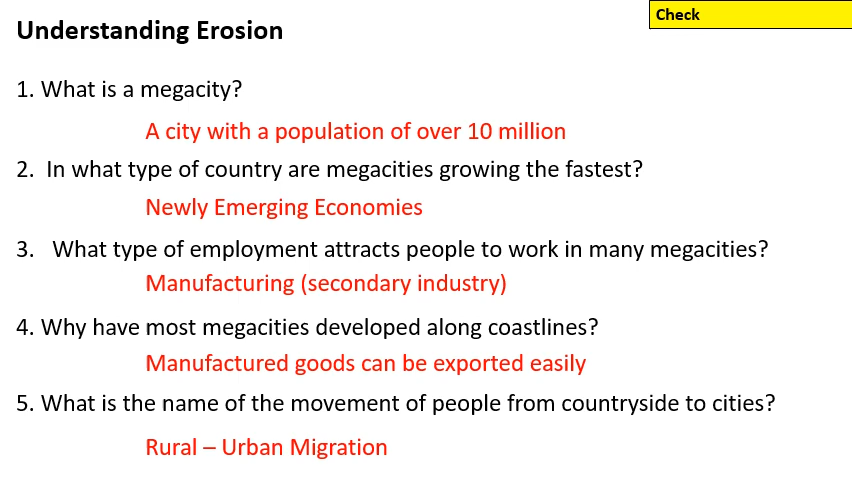 Understanding Erosion
Check
1. What is a megacity?
A city with a population of over 10 million
2. In what type of country are megacities growing the fastest?
Newly Emerging Economies
3. What type of employment attracts people to work in many megacities?
Manufacturing (secondary industry)
4. Why have most megacities developed along coastlines?
Manufactured goods can be exported easily
5. What is the name of the movement of people from countryside to cities?
Rural – Urban Migration